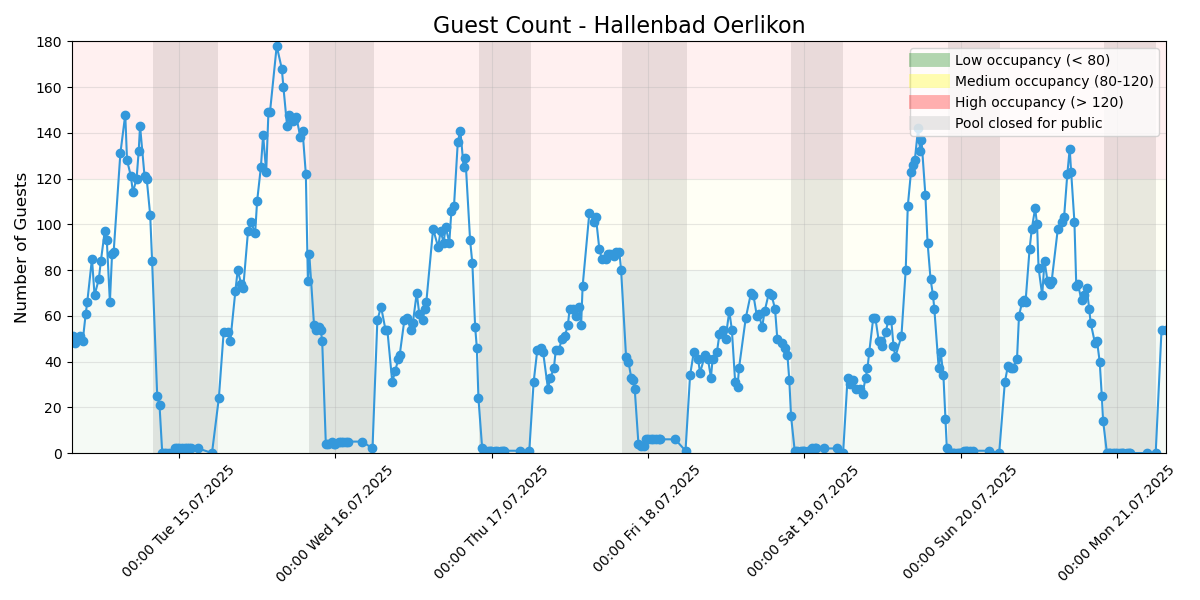 Guest Count - Hallenbad Oerlikon
Low occupancy (< 80)
Medium occupancy (80-120)
High occupancy (> 120)
Pool closed for public
Number of Guests
180
160
140
120
100
80
60
40
20
0
00:00 Tue 15.07.2025
00:00 Wed 16.07.2025
00:00 Thu 17.07.2025
00:00 Fri 18.07.2025
00:00 Sat 19.07.2025
00:00 Sun 20.07.2025
00:00 Mon 21.07.2025